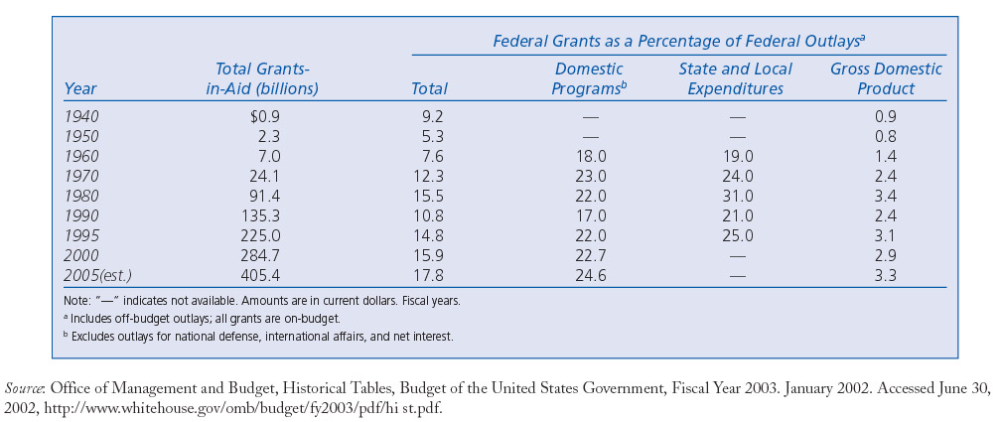 Federal Grants as a Percentage of Federal Outlaysᵃ
Total Grants- Domestic State and Local Gross Domestic
Year in-Aid (billions) Total Programsᵇ Expenditures Product
1940 $0.9 9.2 — — 0.9
1950 2.3 5.3 — — 0.8
1960 7.0 7.6 18.0 19.0 1.4
1970 24.1 12.3 23.0 24.0 2.4
1980 91.4 15.5 22.0 31.0 3.4
1990 135.3 10.8 17.0 21.0 2.4
1995 225.0 14.8 22.0 25.0 3.1
2000 284.7 15.9 22.7 — 2.9
2005(est.) 405.4 17.8 24.6 — 3.3
Note: "—" indicates not available. Amounts are in current dollars. Fiscal years.
ᵃ Includes off-budget outlays; all grants are on-budget.
ᵇ Excludes outlays for national defense, international affairs, and net interest.
Source: Office of Management and Budget, Historical Tables, Budget of the United States Government, Fiscal Year 2003. January 2002. Accessed June 30,
2002, http://www.whitehouse.gov/omb/budget/fy2003/pdf/hi st.pdf.